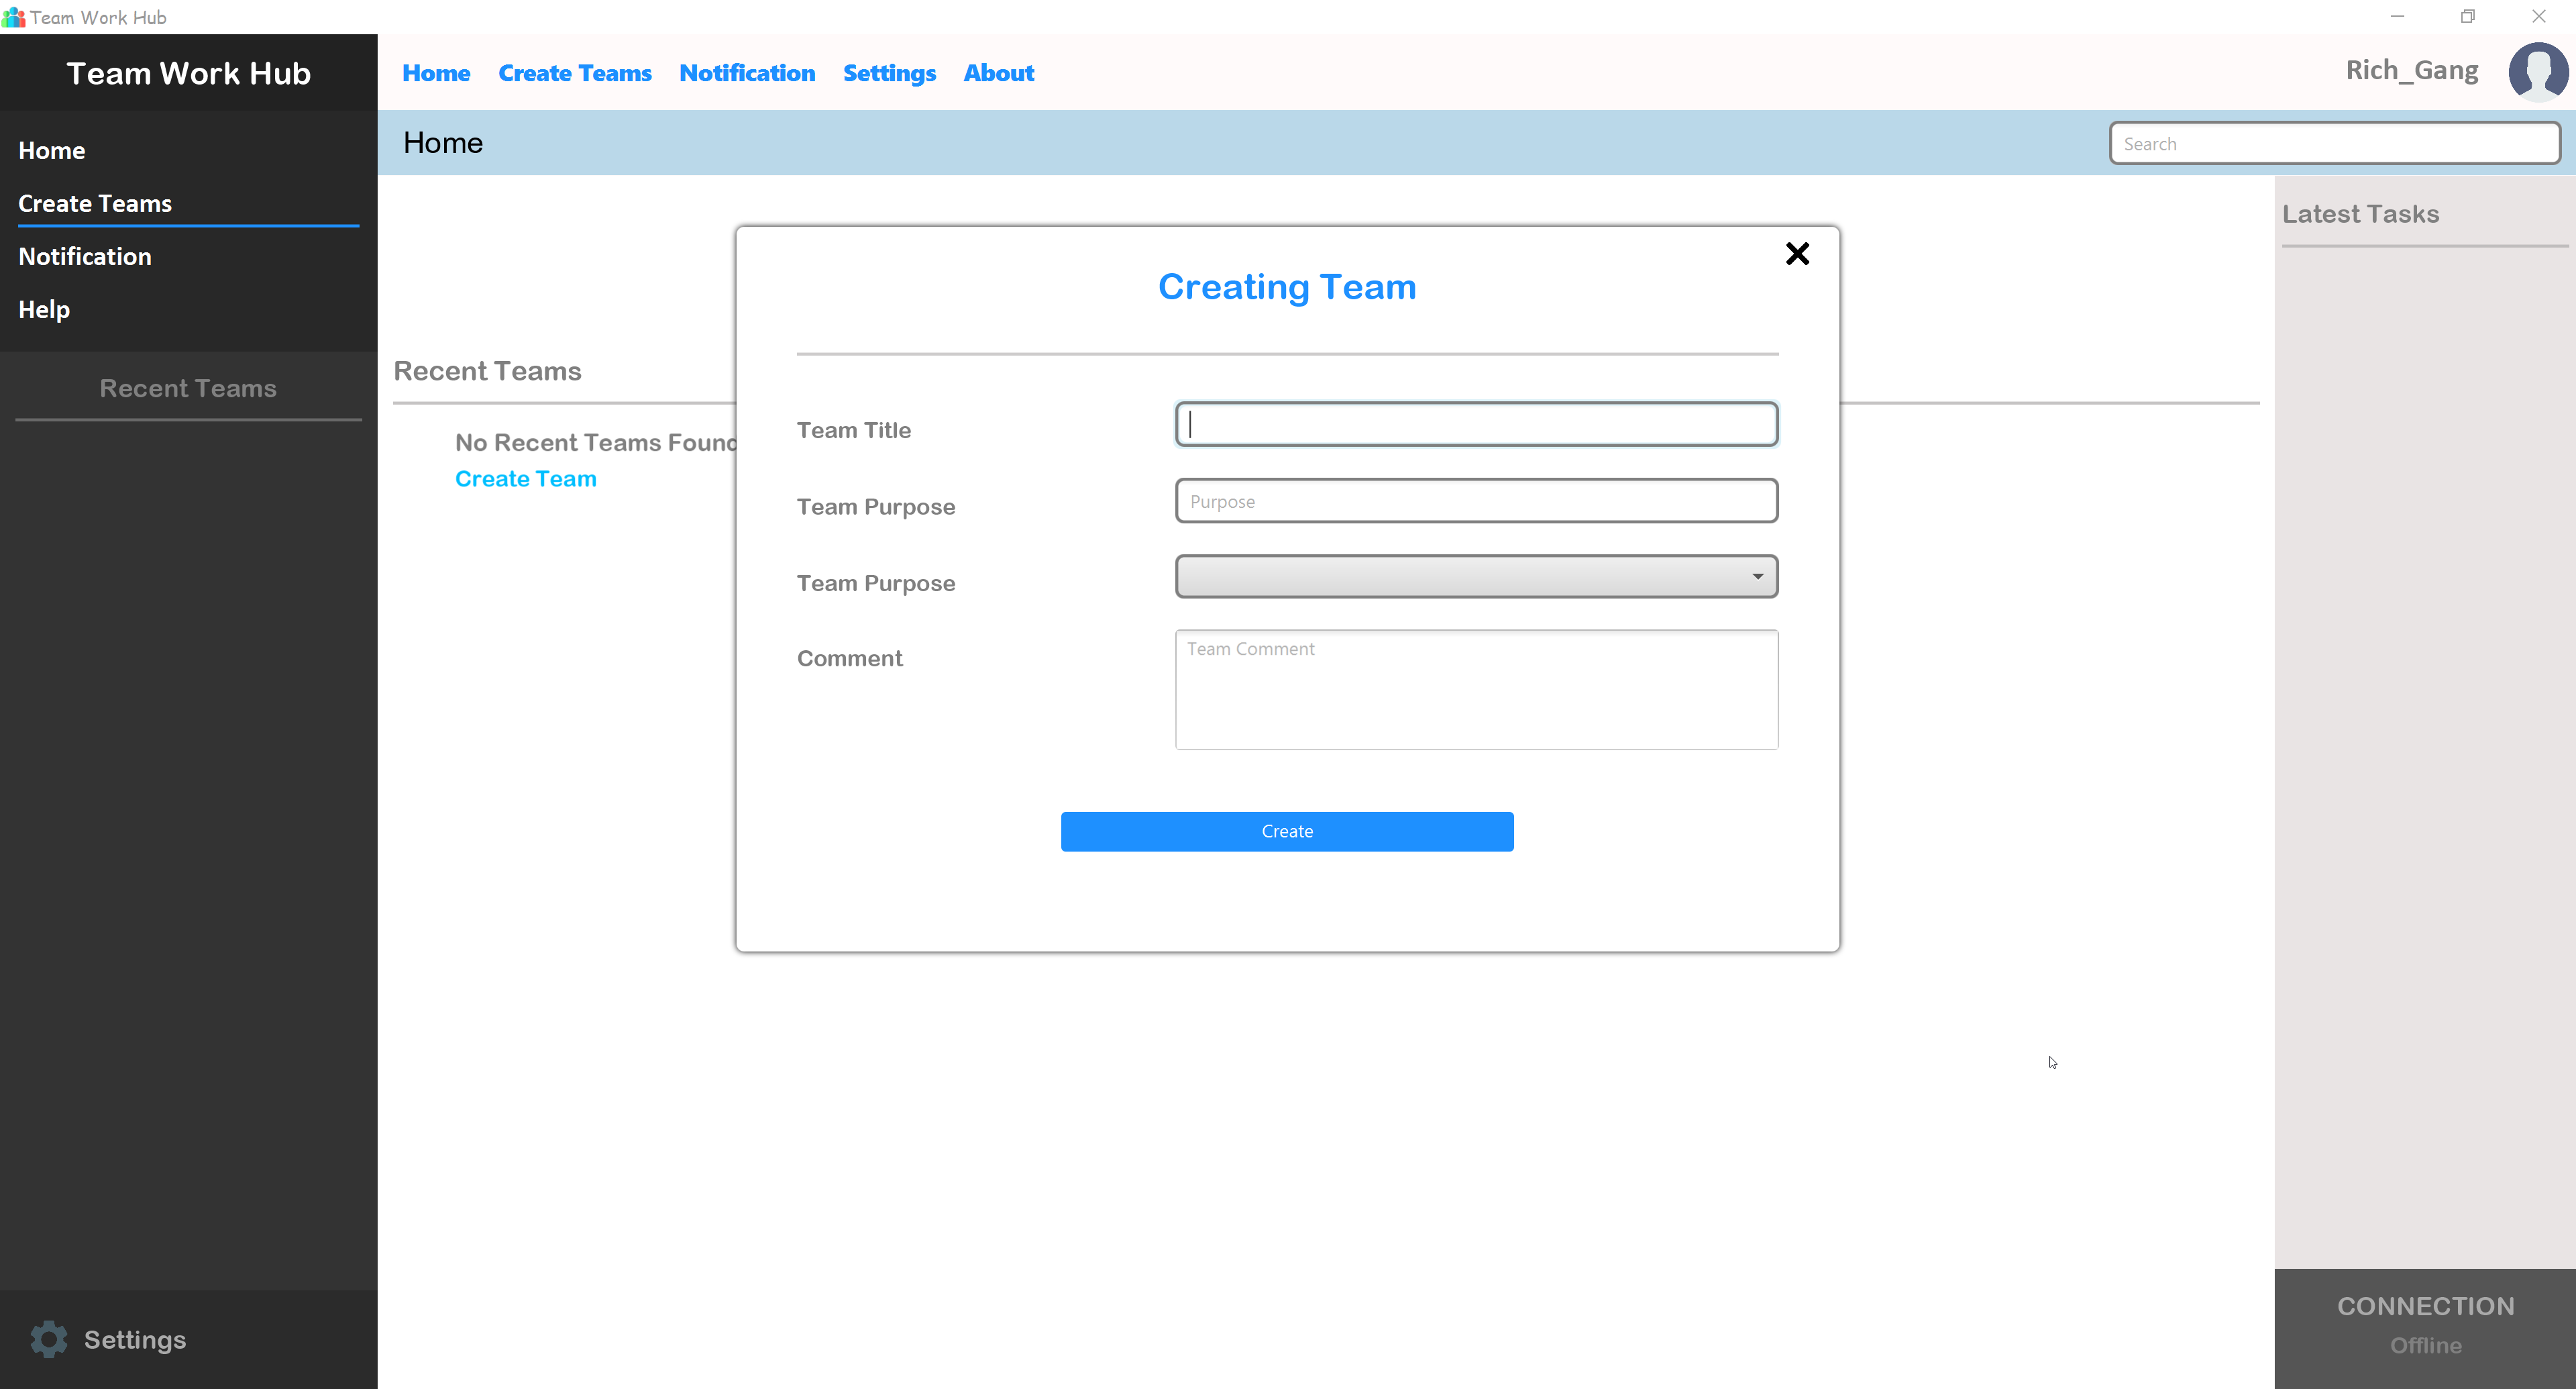 Team Work Hub
Team Work Hub
Home
Create Teams
Notification
Settings
About
Rich_Gang
Home
Search
Home
Create Teams
Notification
Help
Recent Teams
Settings
Recent Teams
No Recent Teams Found
Create Team
Creating Team
Team Title
Team Purpose
Purpose
Team Purpose
Comment
Team Comment
Create
Latest Tasks
CONNECTION
Offline